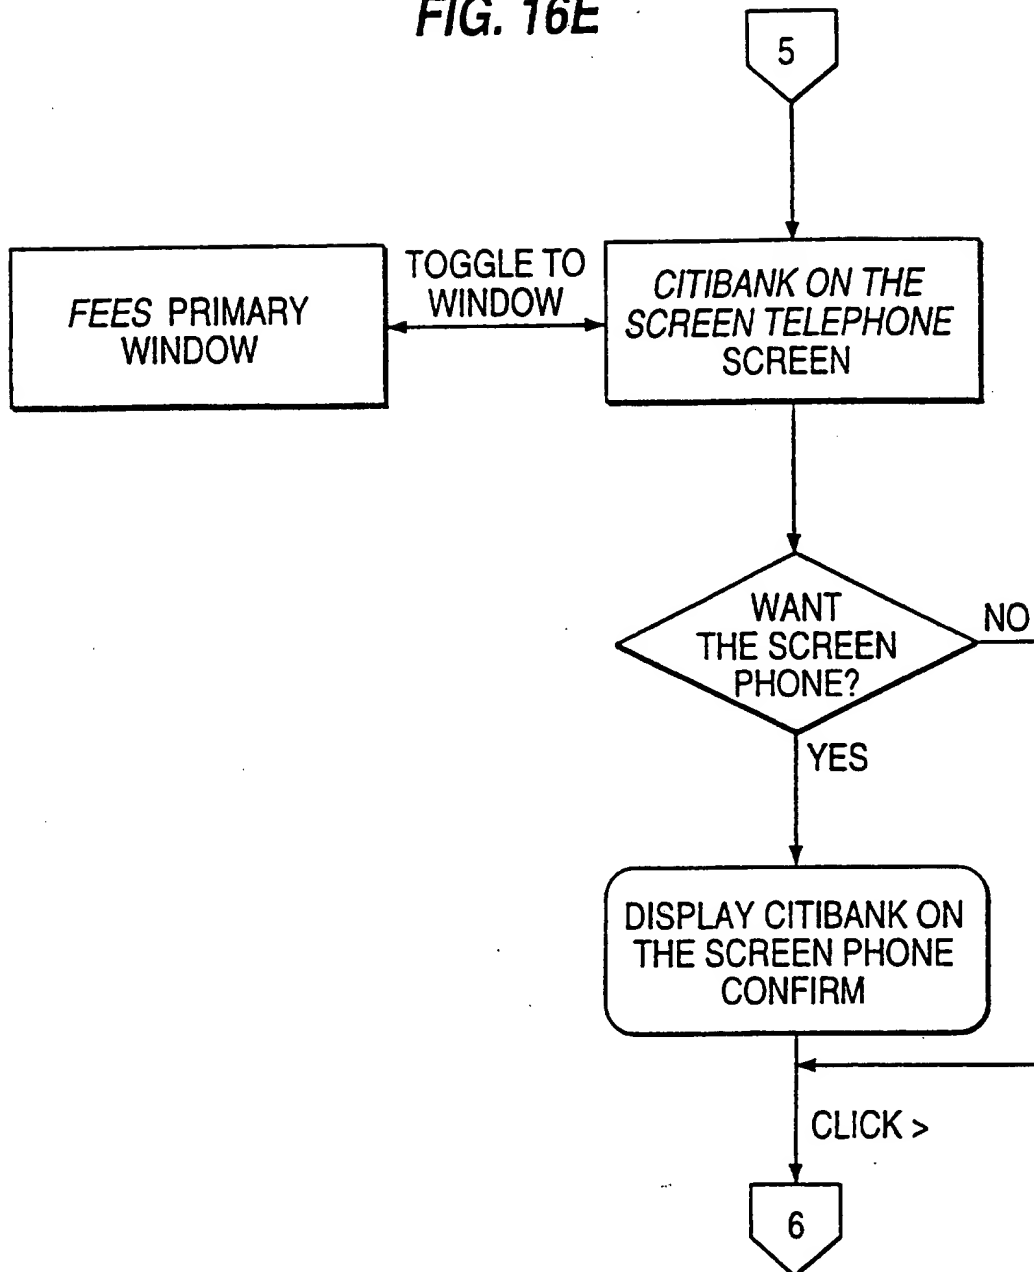 FIG. 16E
5
TOGGLE TO
WINDOW
FEES PRIMARY
WINDOW
CITIBANK ON THE
SCREEN TELEPHONE
SCREEN
WANT
THE SCREEN
PHONE?
NO
YES
DISPLAY CITIBANK ON
THE SCREEN PHONE
CONFIRM
CLICK >
6